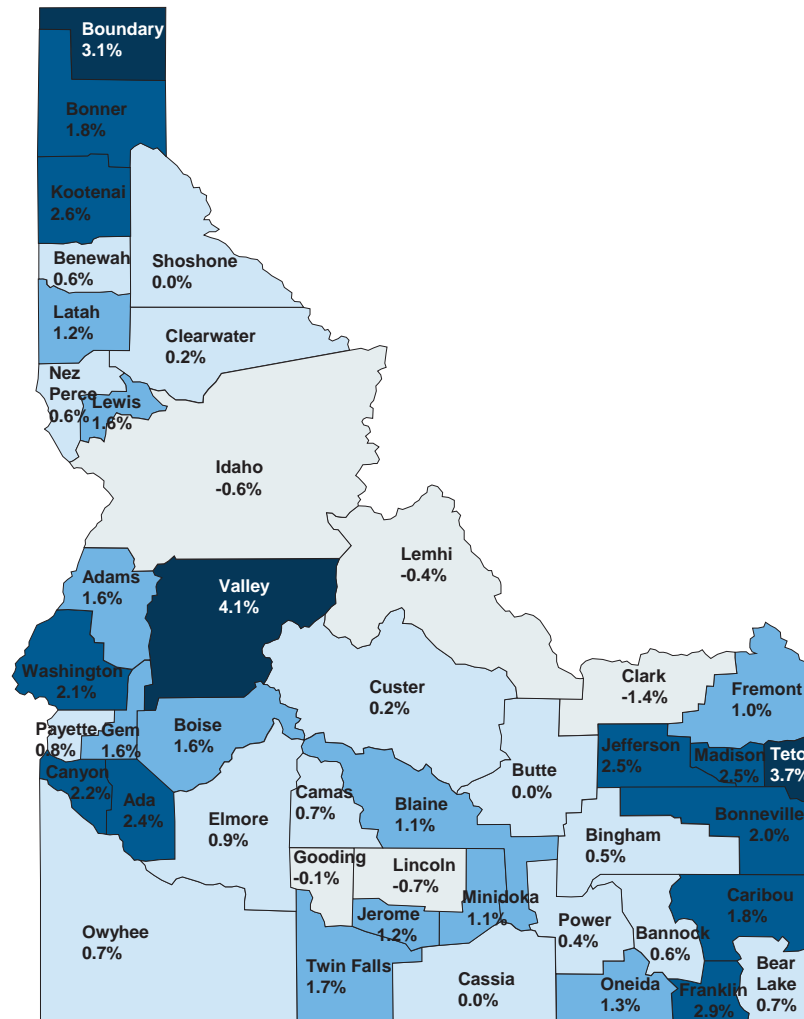 Boundary
3.1%
Bonner
1.8%
Kootenai
2.6%
Benewah
0.6%
Shoshone
0.0%
Latah
1.2%
Clearwater
0.2%
Nez
Perce
0.6%
Lewis
1.6%
Idaho
-0.6%
Lemhi
-0.4%
Adams
1.6%
Valley
4.1%
Washington
2.1%
Custer
0.2%
Clark
-1.4%
Fremont
1.0%
Payette
0.8%
Gem
1.6%
Boise
1.6%
Jefferson
2.5%
Madison
2.5%
Teto
3.7%
Canyon
2.2%
Ada
2.4%
Elmore
0.9%
Camas
0.7%
Blaine
1.1%
Butte
0.0%
Bonneville
2.0%
Bingham
0.5%
Gooding
-0.1%
Lincoln
-0.7%
Minidoka
1.1%
Caribou
1.8%
Owyhee
0.7%
Jerome
1.2%
Power
0.4%
Bannock
0.6%
Twin Falls
1.7%
Cassia
0.0%
Oneida
1.3%
Franklin
2.9%
Bear
Lake
0.7%